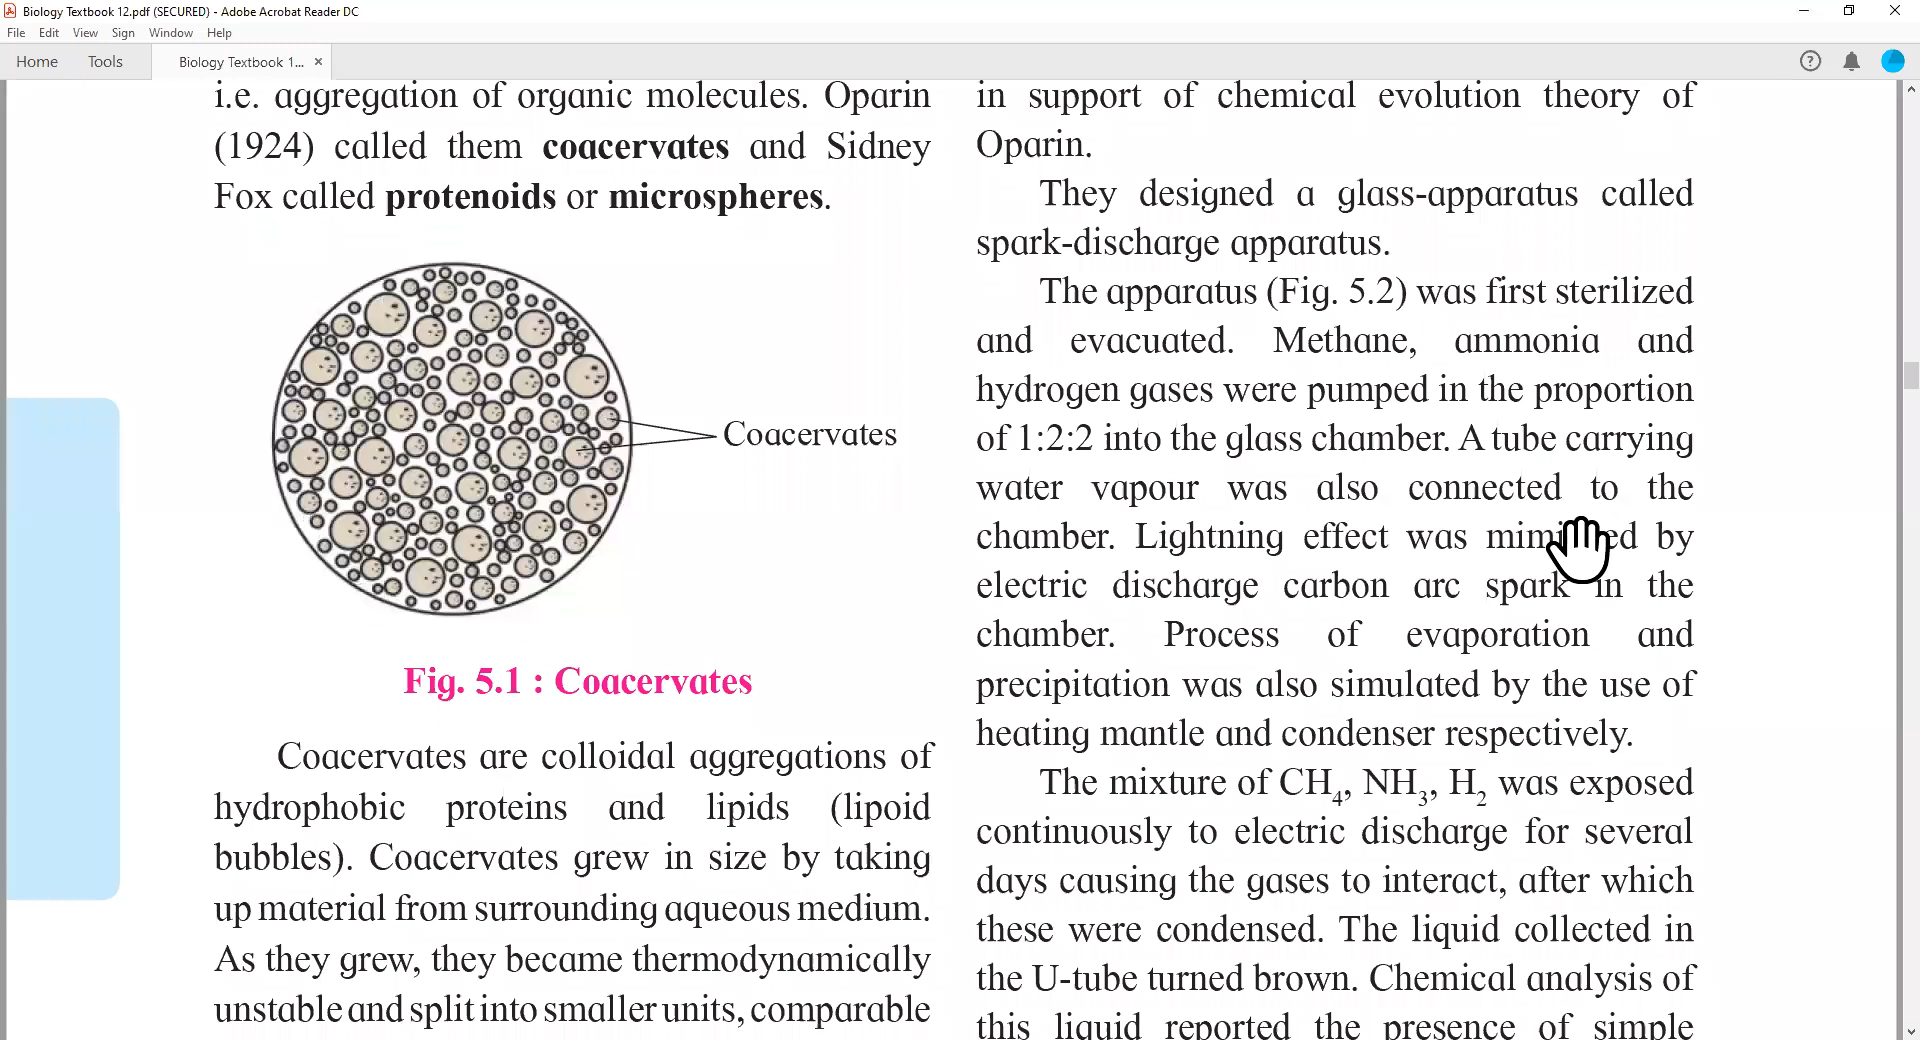 Biology Textbook 12.pdf (SECURED) - Adobe Acrobat Reader DC
File Edit View Sign Window Help
Home Tools Biology Textbook 1... ×
i.e. aggregation of organic molecules. Oparin
(1924) called them coacervates and Sidney
Fox called protenoids or microspheres.
Coacervates
Fig. 5.1 : Coacervates
Coacervates are colloidal aggregations of
hydrophobic proteins and lipids (lipoid
bubbles). Coacervates grew in size by taking
up material from surrounding aqueous medium.
As they grew, they became thermodynamically
unstable and split into smaller units, comparable
in support of chemical evolution theory of
Oparin.
They designed a glass-apparatus called
spark-discharge apparatus.
The apparatus (Fig. 5.2) was first sterilized
and evacuated. Methane, ammonia and
hydrogen gases were pumped in the proportion
of 1:2:2 into the glass chamber. A tube carrying
water vapour was also connected to the
chamber. Lightning effect was by
electric discharge carbon arc spark in the
chamber. Process of evaporation and
precipitation was also simulated by the use of
heating mantle and condenser respectively.
The mixture of CH₄, NH₃, H₂ was exposed
continuously to electric discharge for several
days causing the gases to interact, after which
these were condensed. The liquid collected in
the U-tube turned brown. Chemical analysis of
this liquid reported the presence of simple